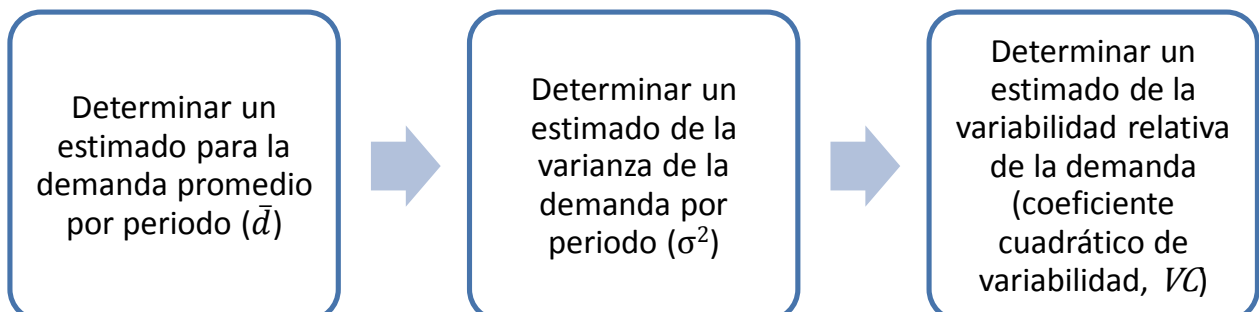 Determinar un
estimado para la
demanda promedio
por periodo (d̄)
Determinar un
estimado de la
varianza de la
demanda por
periodo (σ²)
Determinar un
estimado de la
variabilidad relativa
de la demanda
(coeficiente
cuadrático de
variabilidad, VC)